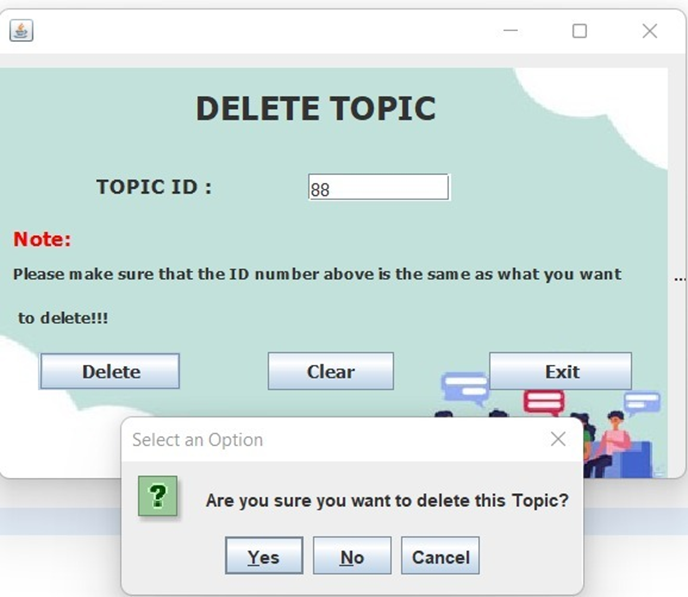 DELETE TOPIC
TOPIC ID : 88
Note:
Please make sure that the ID number above is the same as what you want
to delete!!!
...
Delete Clear Exit
Select an Option
? Are you sure you want to delete this Topic?
Yes No Cancel